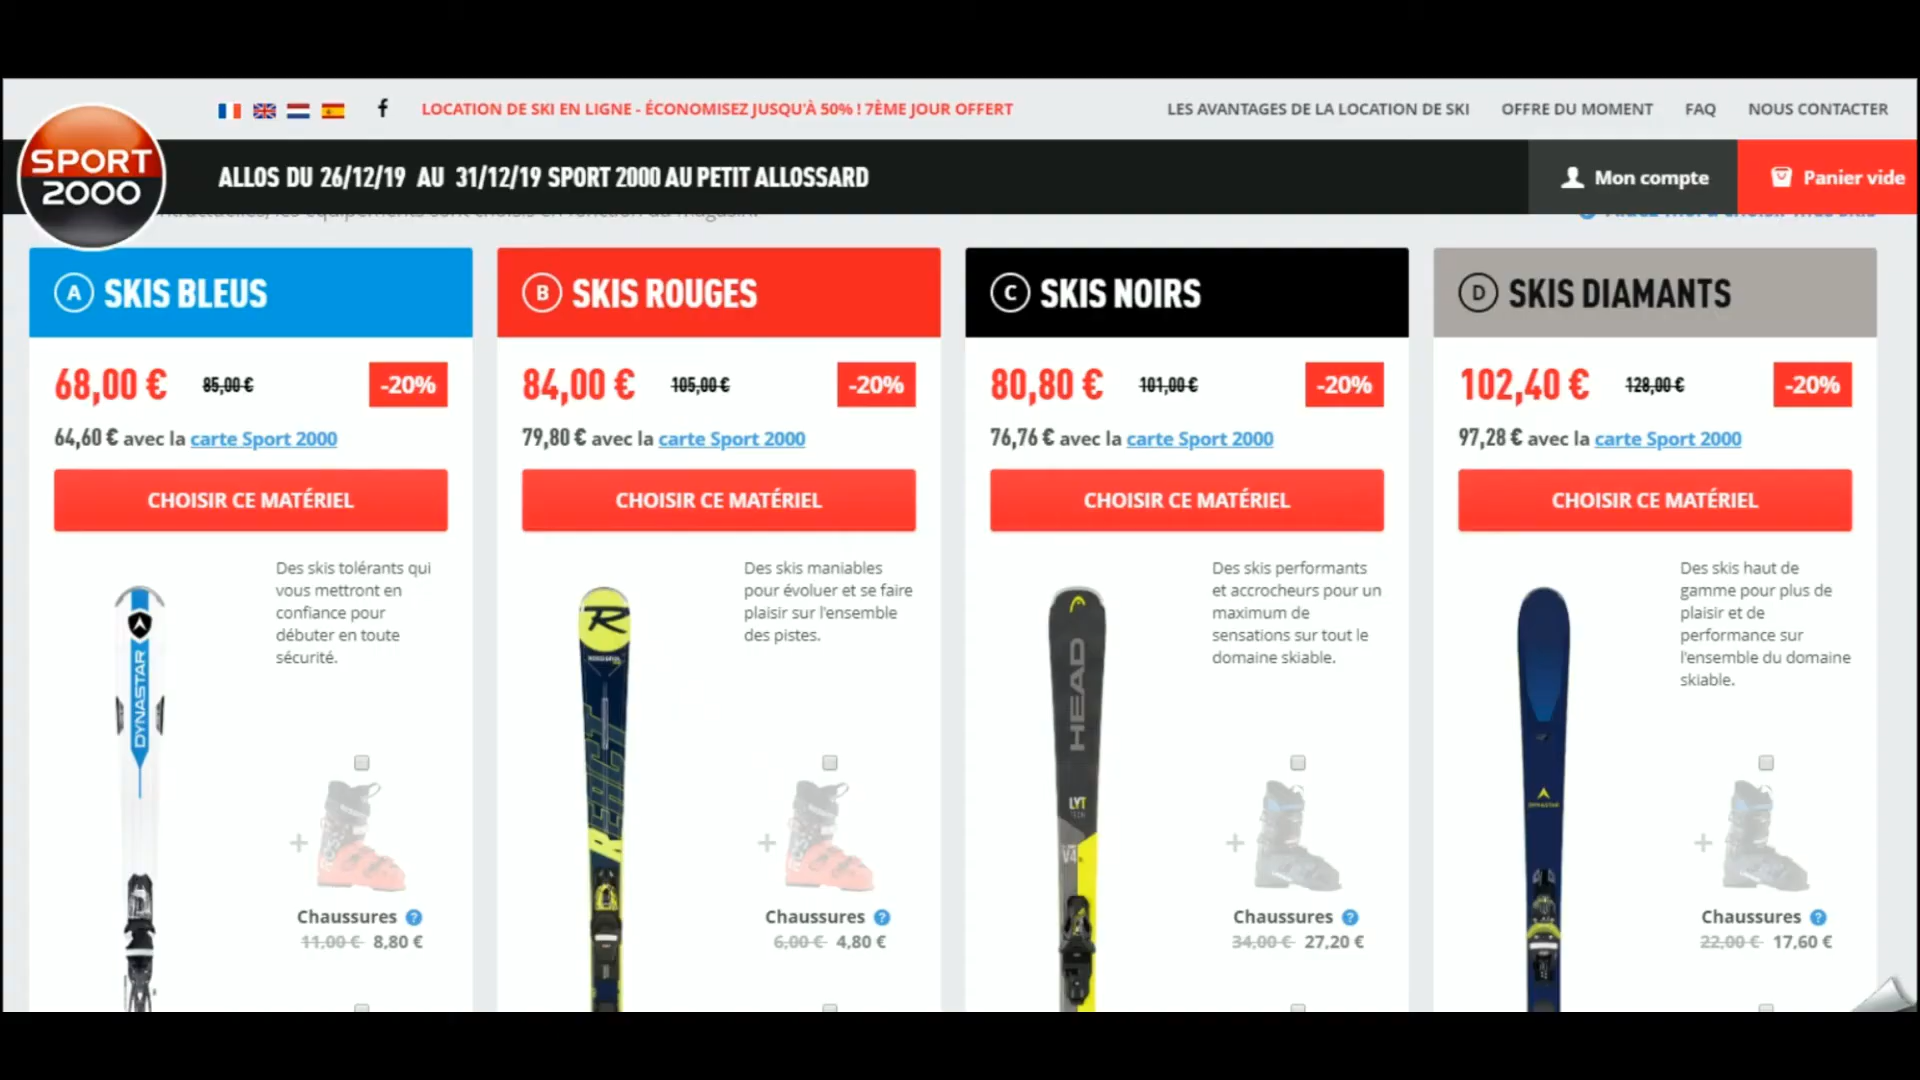 LOCATION DE SKI EN LIGNE - ÉCONOMISEZ JUSQU'À 50% ! 7ÈME JOUR OFFERT
LES AVANTAGES DE LA LOCATION DE SKI
OFFRE DU MOMENT
FAQ
NOUS CONTACTER
SPORT
2000
ALLOS DU 26/12/19 AU 31/12/19 SPORT 2000 AU PETIT ALLOSSARD
Mon compte
Panier vide
A SKIS BLEUS
68,00 € 85,00 € -20%
64,60 € avec la carte Sport 2000
CHOISIR CE MATÉRIEL
Des skis tolérants qui
vous mettront en
confiance pour
débuter en toute
sécurité.
DYNASTAR
+
Chaussures ?
11,00 € 8,80 €
B SKIS ROUGES
84,00 € 105,00 € -20%
79,80 € avec la carte Sport 2000
CHOISIR CE MATÉRIEL
Des skis maniables
pour évoluer et se faire
plaisir sur l'ensemble
des pistes.
R
REACT
+
Chaussures ?
6,00 € 4,80 €
C SKIS NOIRS
80,80 € 101,00 € -20%
76,76 € avec la carte Sport 2000
CHOISIR CE MATÉRIEL
Des skis performants
et accrocheurs pour un
maximum de
sensations sur tout le
domaine skiable.
HEAD
LYT
TECH
V4
+
Chaussures ?
34,00 € 27,20 €
D SKIS DIAMANTS
102,40 € 128,00 € -20%
97,28 € avec la carte Sport 2000
CHOISIR CE MATÉRIEL
Des skis haut de
gamme pour plus de
plaisir et de
performance sur
l'ensemble du domaine
skiable.
DYNASTAR
+
Chaussures ?
22,00 € 17,60 €